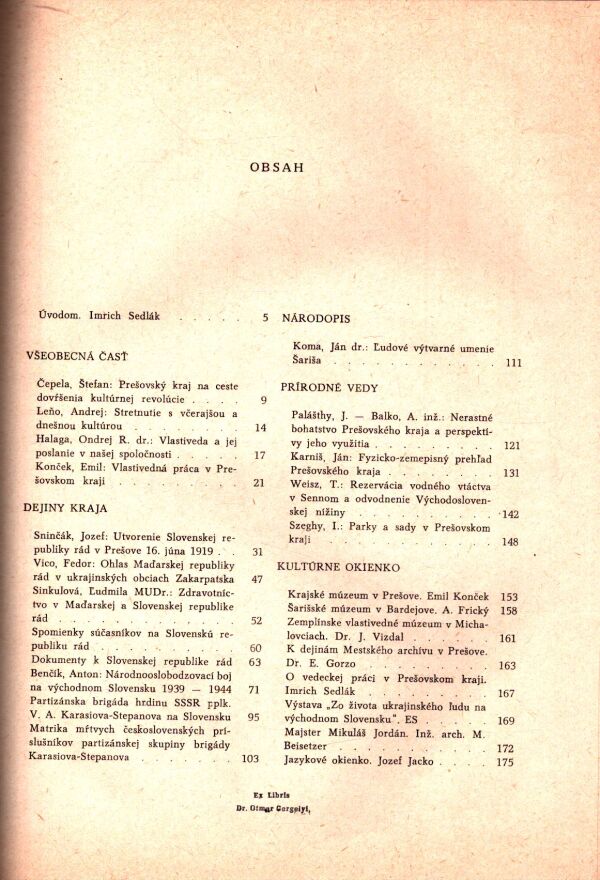 OBSAH
Úvodom. Imrich Sedlák . . . . . 5
VŠEOBECNÁ ČASŤ
Čepela, Štefan: Prešovský kraj na ceste
dovŕšenia kultúrnej revolúcie . . . . 9
Leňo, Andrej: Stretnutie s včerajšou a
dnešnou kultúrou . . . . . . . 14
Halaga, Ondrej R. dr.: Vlastiveda a jej
poslanie v našej spoločnosti . . . . . 17
Konček, Emil: Vlastivedná práca v Pre-
šovskom kraji . . . . . . . . 21
DEJINY KRAJA
Sninčák, Jozef: Utvorenie Slovenskej re-
publiky rád v Prešove 16. júna 1919 . . 31
Vico, Fedor: Ohlas Maďarskej republiky
rád v ukrajinských obciach Zakarpatska 47
Sinkulová, Ľudmila MUDr.: Zdravotníc-
tvo v Maďarskej a Slovenskej republike
rád . . . . . . . . . . . 52
Spomienky súčasníkov na Slovenskú re-
publiku rád . . . . . . . . . 60
Dokumenty k Slovenskej republike rád 63
Benčík, Anton: Národnooslobodzovací boj
na východnom Slovensku 1939 — 1944 71
Partizánska brigáda hrdinu SSSR pplk.
V. A. Karasiova-Stepanova na Slovensku 95
Matrika mŕtvych československých prí-
slušníkov partizánskej skupiny brigády
Karasiova-Stepanova . . . . . . . 103
NÁRODOPIS
Koma, Ján dr.: Ľudové výtvarné umenie
Šariša . . . . . . . . . . 111
PRÍRODNÉ VEDY
Palášthy, J. — Balko, A. inž.: Nerastné
bohatstvo Prešovského kraja a perspektí-
vy jeho využitia . . . . . . . . 121
Karniš, Ján: Fyzicko-zemepisný prehľad
Prešovského kraja . . . . . . . 131
Weisz, T.: Rezervácia vodného vtáctva
v Sennom a odvodnenie Východosloven-
skej nížiny . . . . . . . . . 142
Szeghy, I.: Parky a sady v Prešovskom
kraji . . . . . . . . . . . 148
KULTÚRNE OKIENKO
Krajské múzeum v Prešove. Emil Konček 153
Šarišské múzeum v Bardejove. A. Frický 158
Zemplínske vlastivedné múzeum v Micha-
lovciach. Dr. J. Vizdal . . . . . . 161
K dejinám Mestského archívu v Prešove.
Dr. E. Gorzo . . . . . . . . . 163
O vedeckej práci v Prešovskom kraji.
Imrich Sedlák . . . . . . . . 167
Výstava „Zo života ukrajinského ľudu na
východnom Slovensku“. ES . . . . . 169
Majster Mikuláš Jordán. Inž. arch. M.
Beisetzer . . . . . . . . . . 172
Jazykové okienko. Jozef Jacko . . . . 175
Ex Libris
Dr. Otmar Gergelyi,